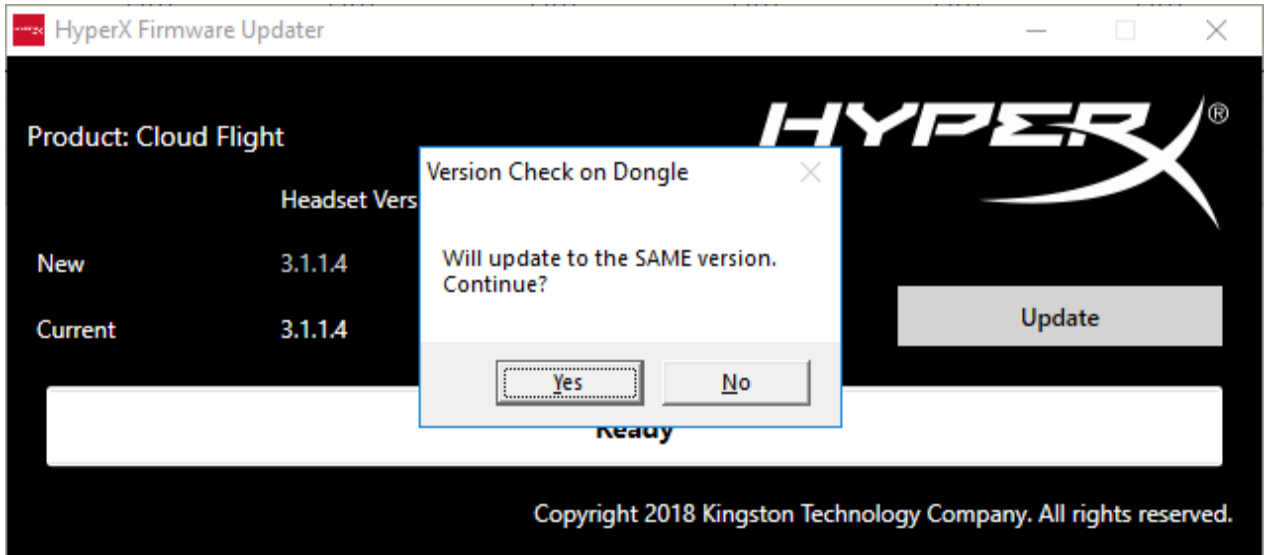 HyperX Firmware Updater
HYPERX®
Product: Cloud Flight
Version Check on Dongle
Headset Vers
Will update to the SAME version.
Continue?
New 3.1.1.4
Update
Current 3.1.1.4
Yes No
Ready
Copyright 2018 Kingston Technology Company. All rights reserved.